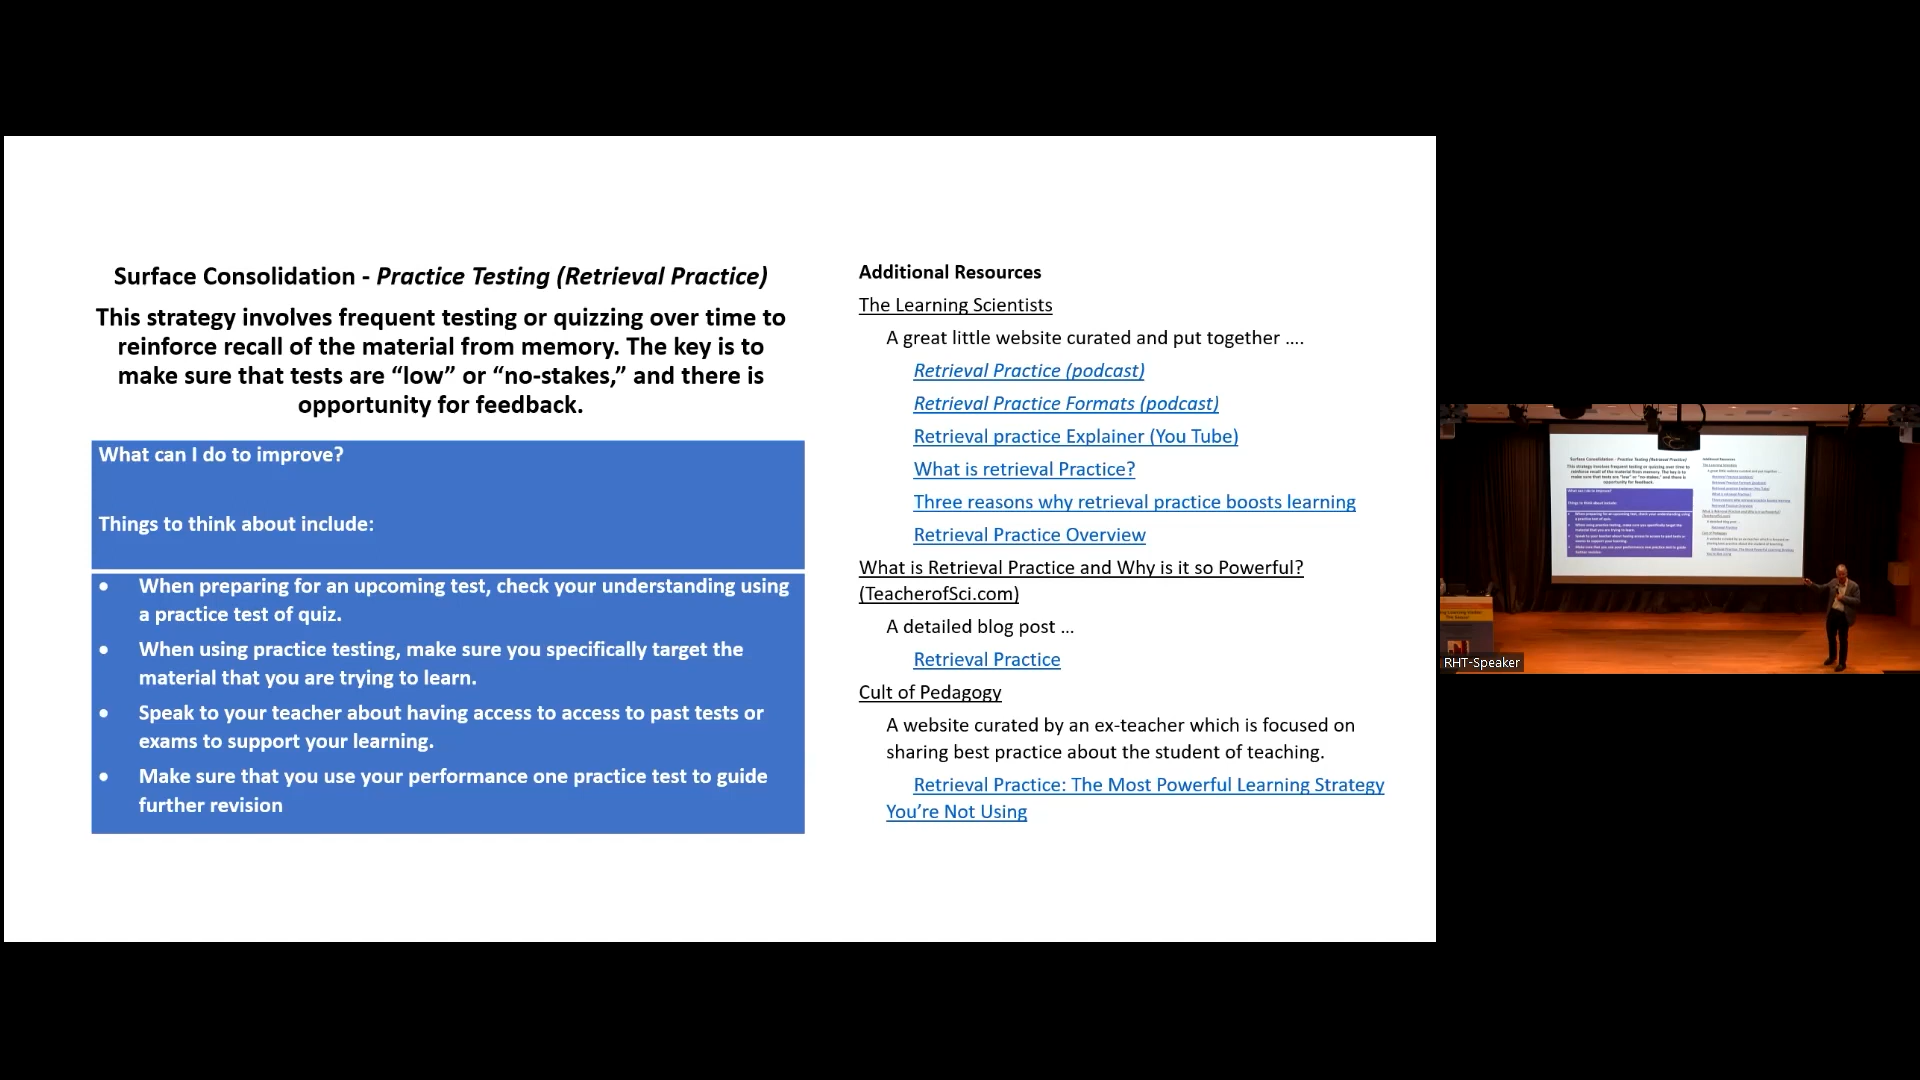 Surface Consolidation - Practice Testing (Retrieval Practice)
This strategy involves frequent testing or quizzing over time to
reinforce recall of the material from memory. The key is to
make sure that tests are “low” or “no-stakes,” and there is
opportunity for feedback.
What can I do to improve?
Things to think about include:
• When preparing for an upcoming test, check your understanding using
a practice test of quiz.
• When using practice testing, make sure you specifically target the
material that you are trying to learn.
• Speak to your teacher about having access to access to past tests or
exams to support your learning.
• Make sure that you use your performance one practice test to guide
further revision
Additional Resources
The Learning Scientists
A great little website curated and put together ....
Retrieval Practice (podcast)
Retrieval Practice Formats (podcast)
Retrieval practice Explainer (You Tube)
What is retrieval Practice?
Three reasons why retrieval practice boosts learning
Retrieval Practice Overview
What is Retrieval Practice and Why is it so Powerful?
(TeacherofSci.com)
A detailed blog post ...
Retrieval Practice
Cult of Pedagogy
A website curated by an ex-teacher which is focused on
sharing best practice about the student of teaching.
Retrieval Practice: The Most Powerful Learning Strategy
You’re Not Using
RHT-Speaker